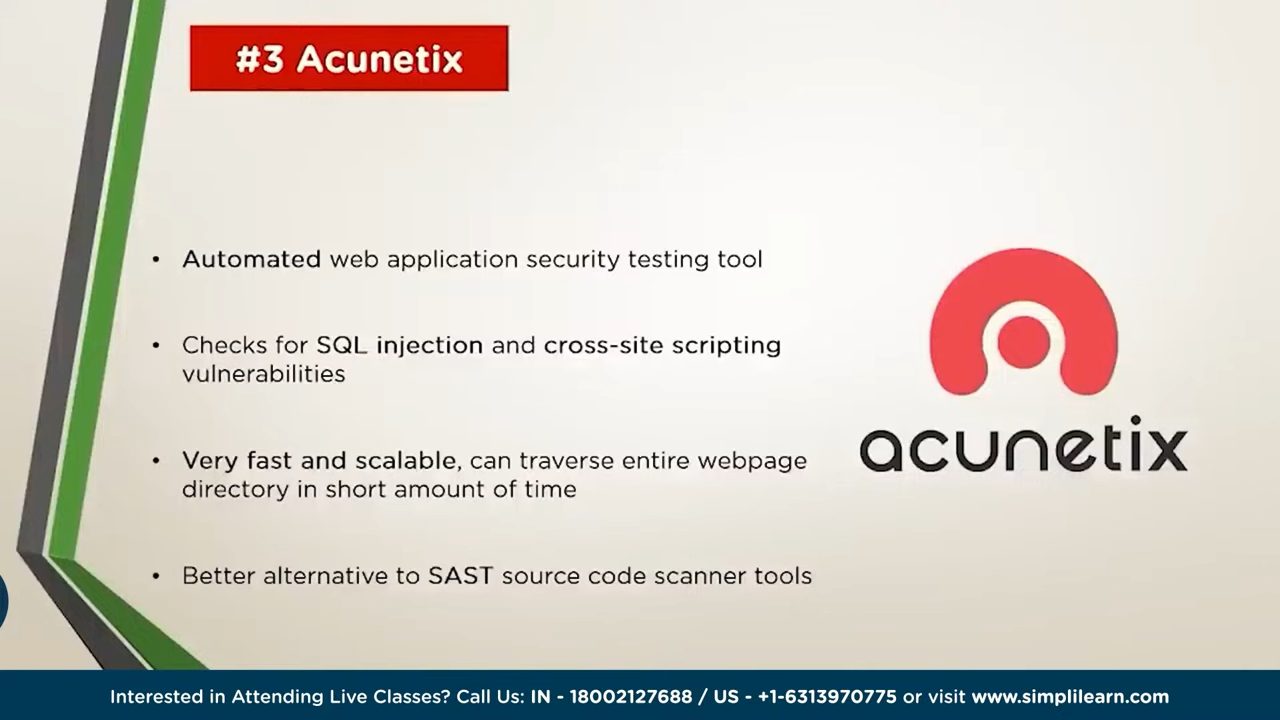 #3 Acunetix
• Automated web application security testing tool
• Checks for SQL injection and cross-site scripting
vulnerabilities
• Very fast and scalable, can traverse entire webpage
directory in short amount of time
• Better alternative to SAST source code scanner tools
acunetix
Interested in Attending Live Classes? Call Us: IN - 18002127688 / US - +1-6313970775 or visit www.simplilearn.com